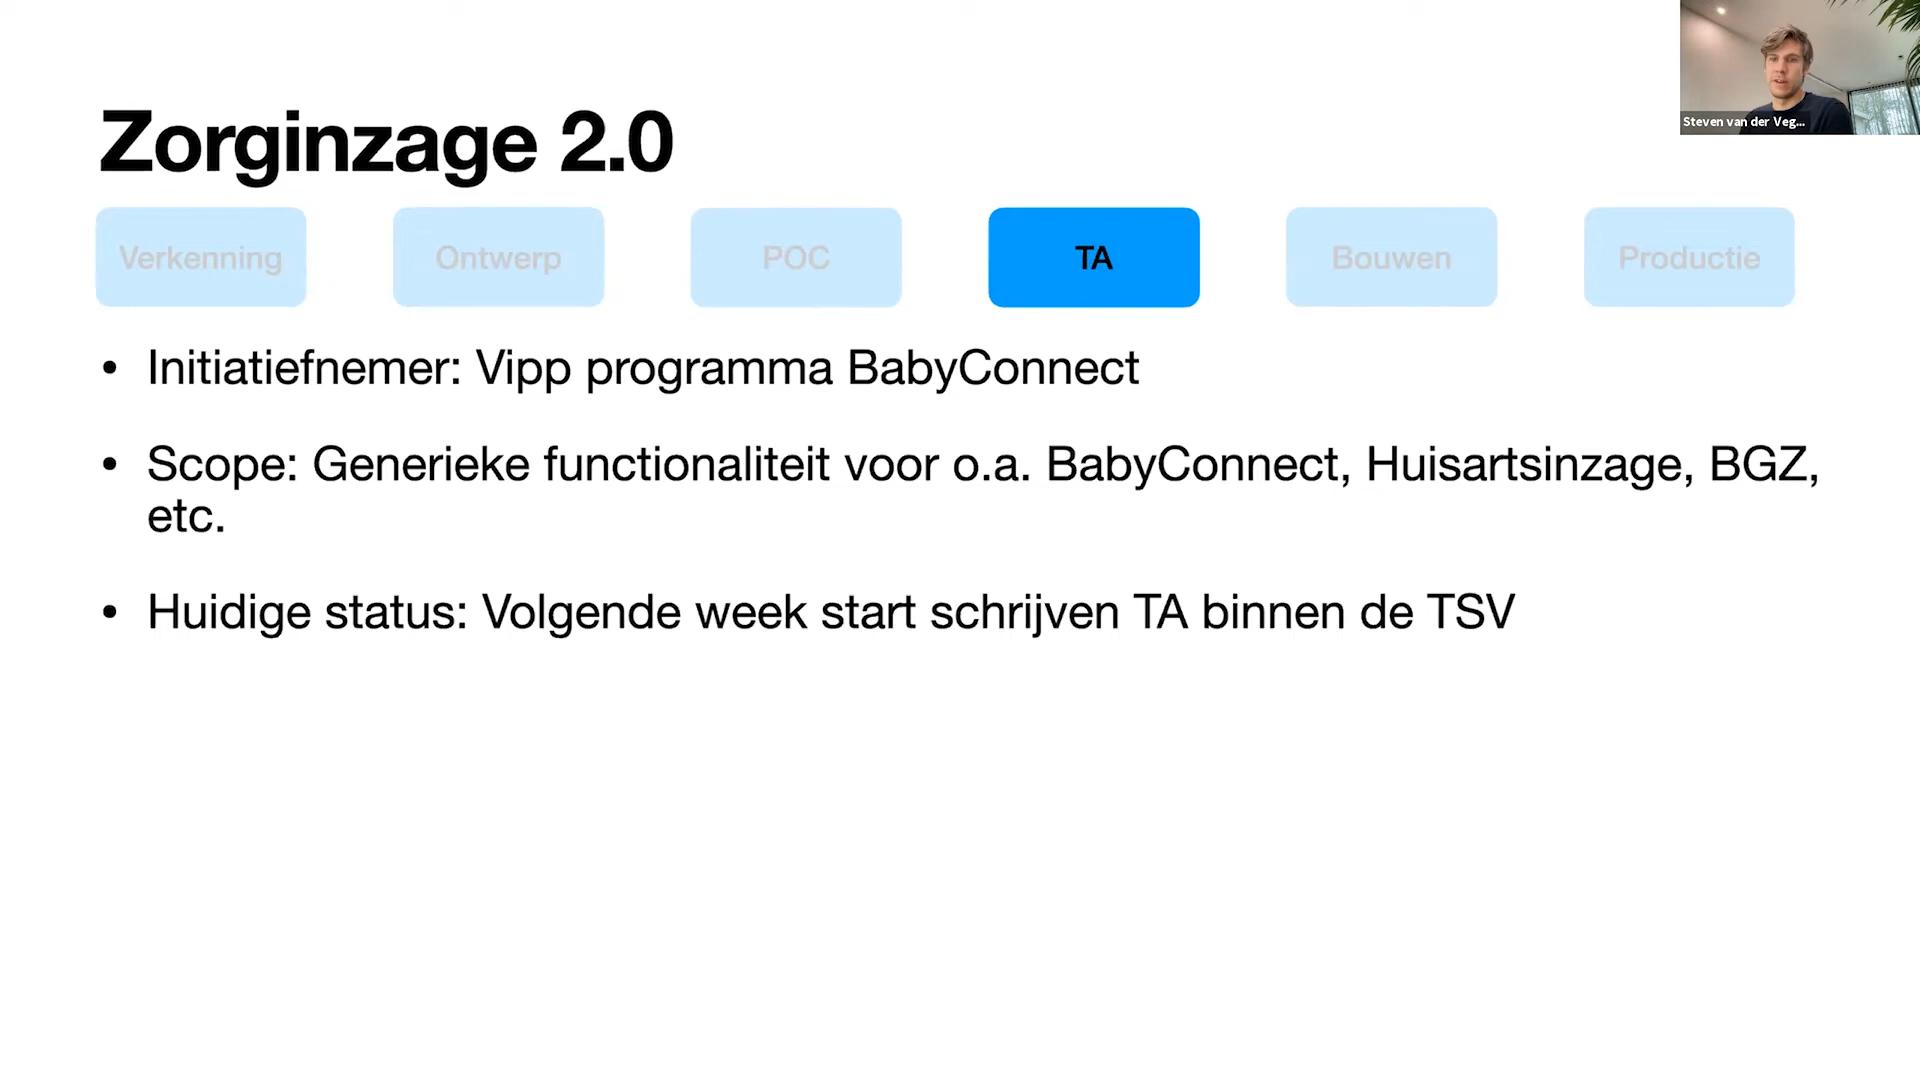 Steven van der Veg...
Zorginzage 2.0
Verkenning
Ontwerp
POC
TA
Bouwen
Productie
• Initiatiefnemer: Vipp programma BabyConnect
• Scope: Generieke functionaliteit voor o.a. BabyConnect, Huisartsinzage, BGZ,
etc.
• Huidige status: Volgende week start schrijven TA binnen de TSV